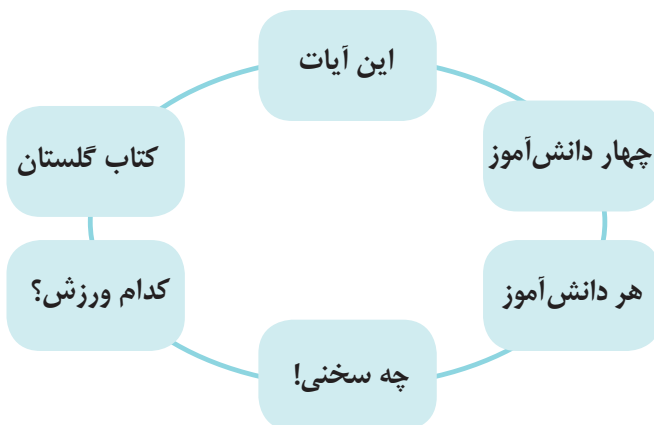 این آیات
چهار دانش‌آموز
هر دانش‌آموز
چه سخنی!
کدام ورزش؟
کتاب گلستان